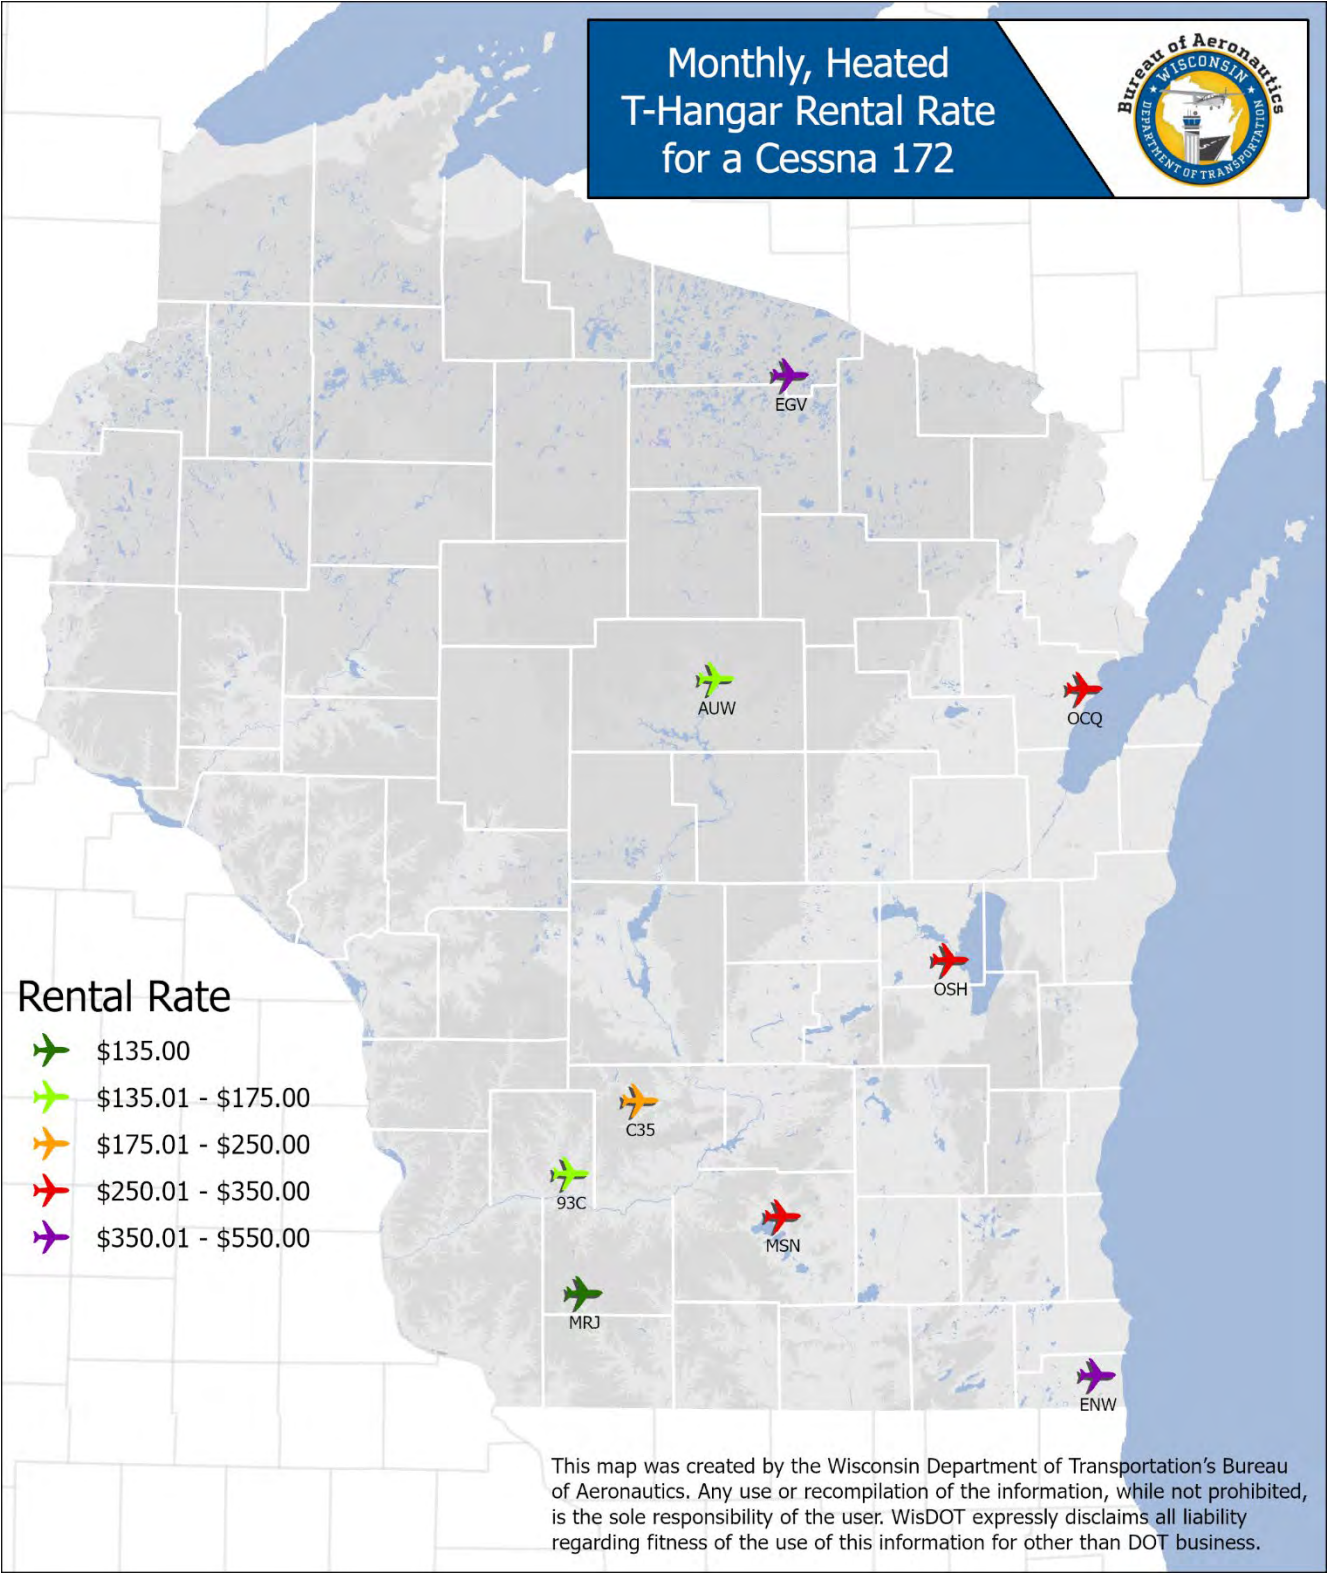 Monthly, Heated
T-Hangar Rental Rate
for a Cessna 172
Bureau of Aeronautics
WISCONSIN
DEPARTMENT OF TRANSPORTATION
EGV
AUW
OCQ
OSH
C35
93C
MSN
MRJ
ENW
Rental Rate
$135.00
$135.01 - $175.00
$175.01 - $250.00
$250.01 - $350.00
$350.01 - $550.00
This map was created by the Wisconsin Department of Transportation's Bureau
of Aeronautics. Any use or recompilation of the information, while not prohibited,
is the sole responsibility of the user. WisDOT expressly disclaims all liability
regarding fitness of the use of this information for other than DOT business.